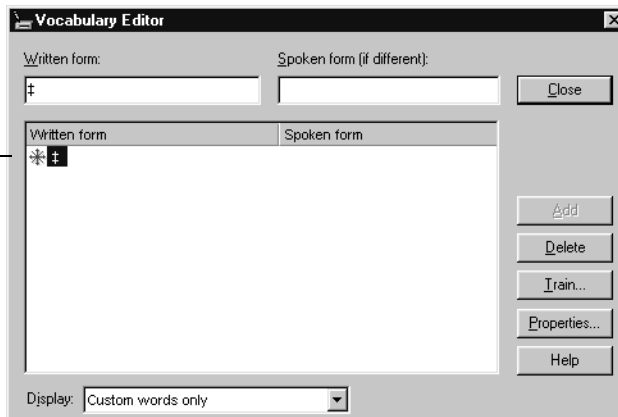 Vocabulary Editor
Written form: Spoken form (if different):
‡
Close
Written form Spoken form
‡
Add
Delete
Train...
Properties...
Help
Display: Custom words only